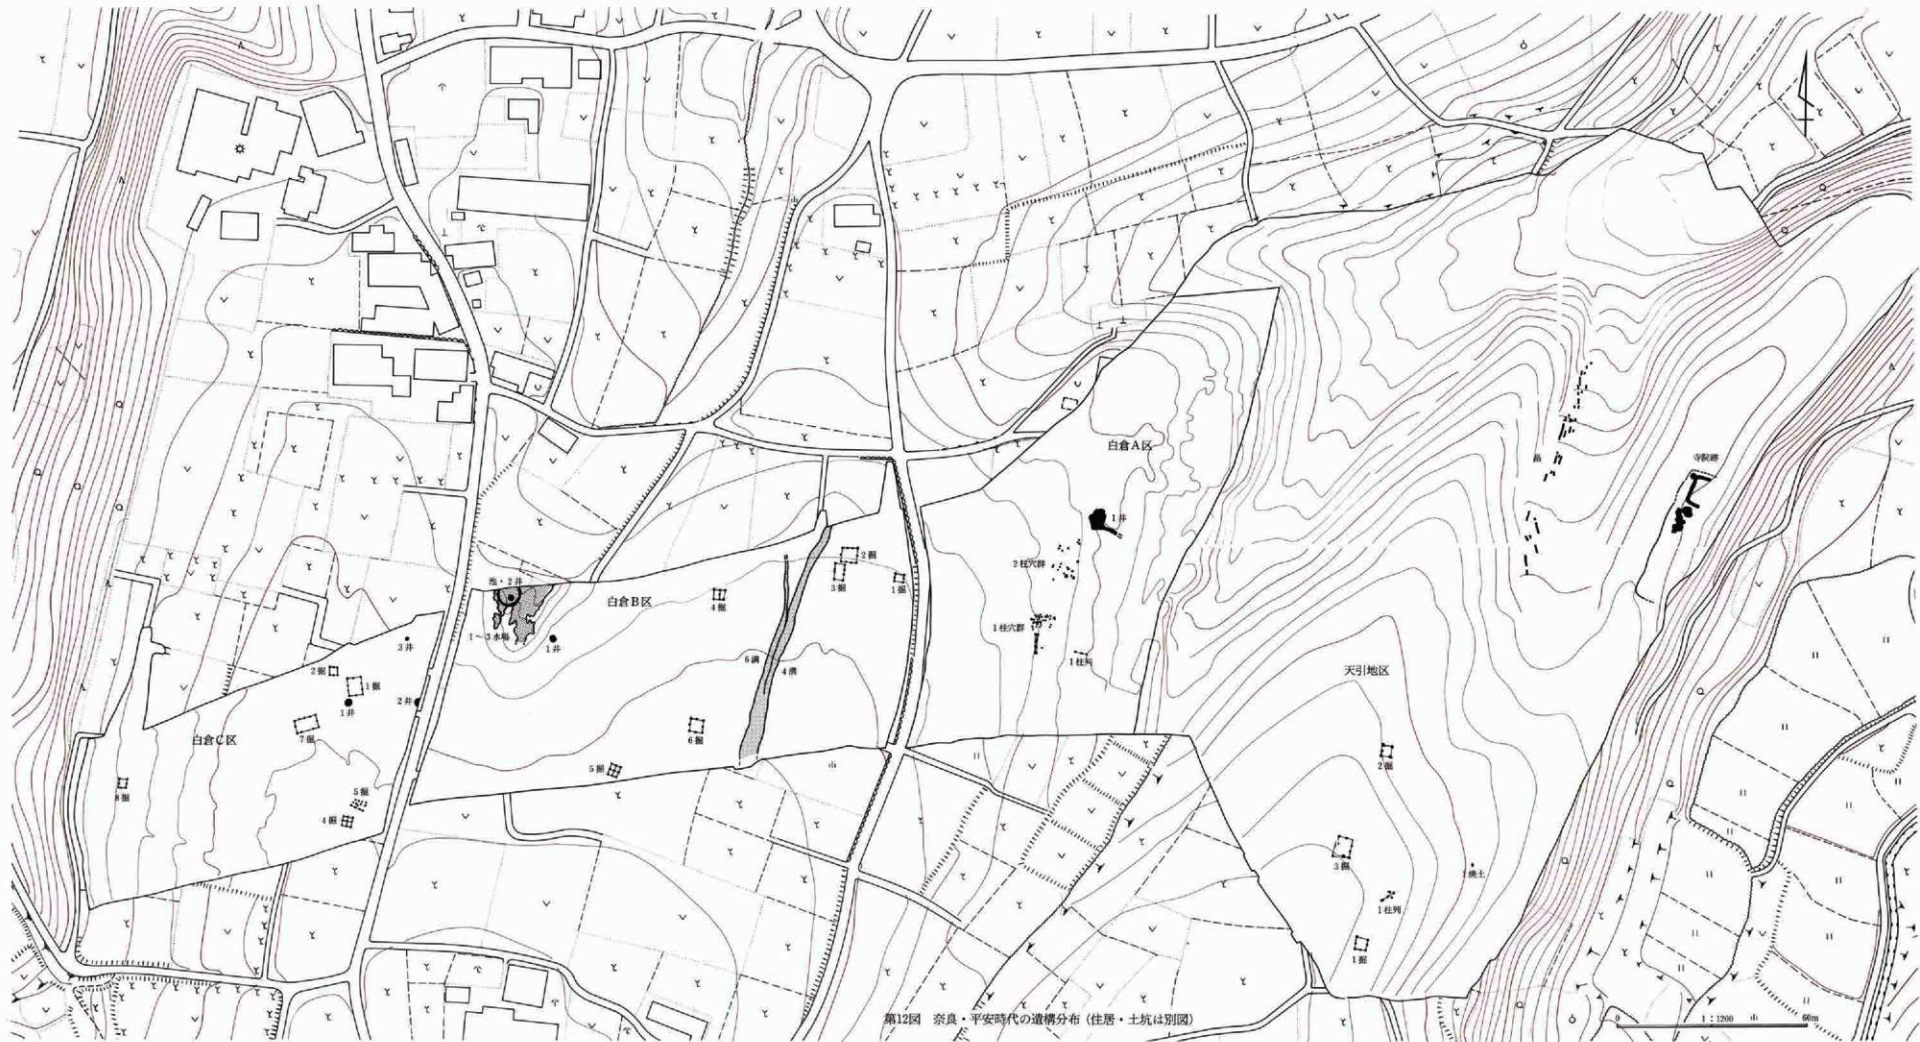 白倉A区
寺院跡
畠
1井
2柱穴群
1柱穴群
1柱列
2掘
3掘
1掘
池・2井
白倉B区
4掘
1～3水場
1井
6溝
4溝
6掘
5掘
3井
2掘
1掘
1井
2井
7掘
白倉C区
8掘
5掘
4掘
天引地区
2掘
3掘
1焼土
1柱列
1掘
第12図 奈良・平安時代の遺構分布（住居・土坑は別図）
0 1：1200 60m